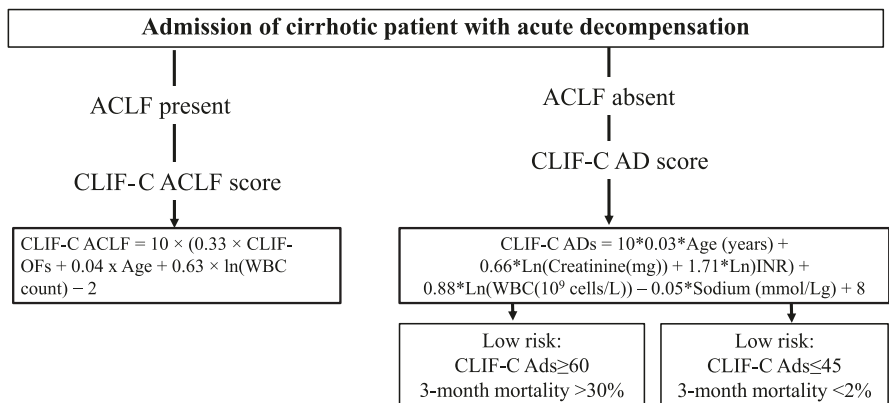 Admission of cirrhotic patient with acute decompensation
ACLF present
CLIF-C ACLF score
CLIF-C ACLF = 10 × (0.33 × CLIF-
OFs + 0.04 x Age + 0.63 × ln(WBC
count) − 2
ACLF absent
CLIF-C AD score
CLIF-C ADs = 10*0.03*Age (years) +
0.66*Ln(Creatinine(mg)) + 1.71*Ln)INR) +
0.88*Ln(WBC(10⁹ cells/L)) – 0.05*Sodium (mmol/Lg) + 8
Low risk:
CLIF-C Ads≥60
3-month mortality >30%
Low risk:
CLIF-C Ads≤45
3-month mortality <2%